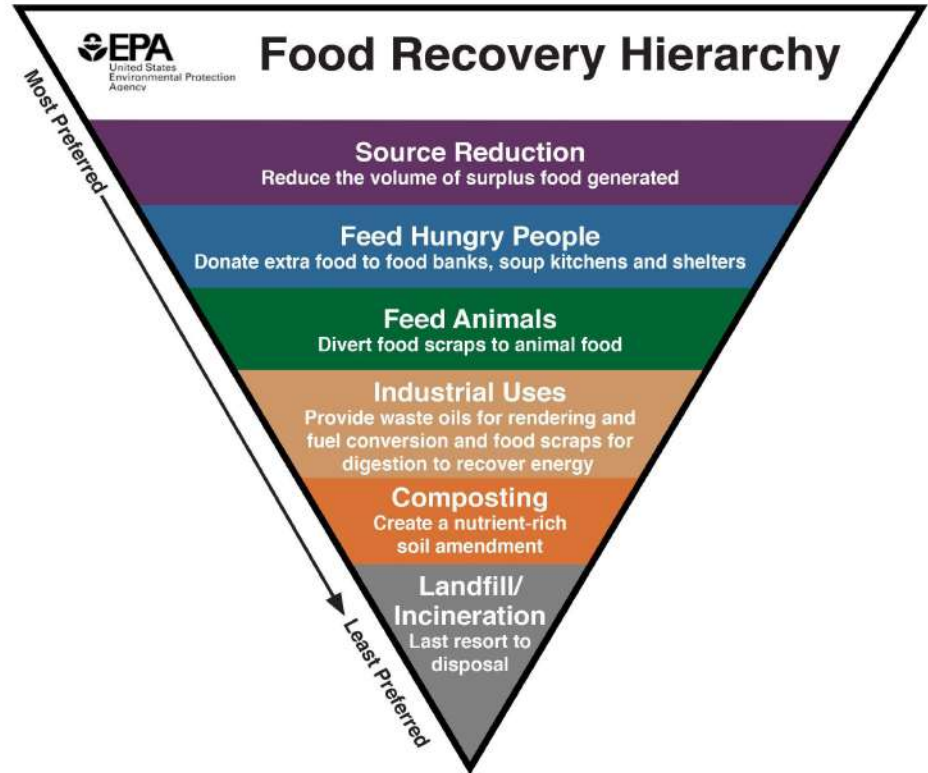 EPA
United States
Environmental Protection
Agency
Food Recovery Hierarchy
Most Preferred
Source Reduction
Reduce the volume of surplus food generated
Feed Hungry People
Donate extra food to food banks, soup kitchens and shelters
Feed Animals
Divert food scraps to animal food
Industrial Uses
Provide waste oils for rendering and
fuel conversion and food scraps for
digestion to recover energy
Composting
Create a nutrient-rich
soil amendment
Landfill/
Incineration
Last resort to
disposal
Least Preferred